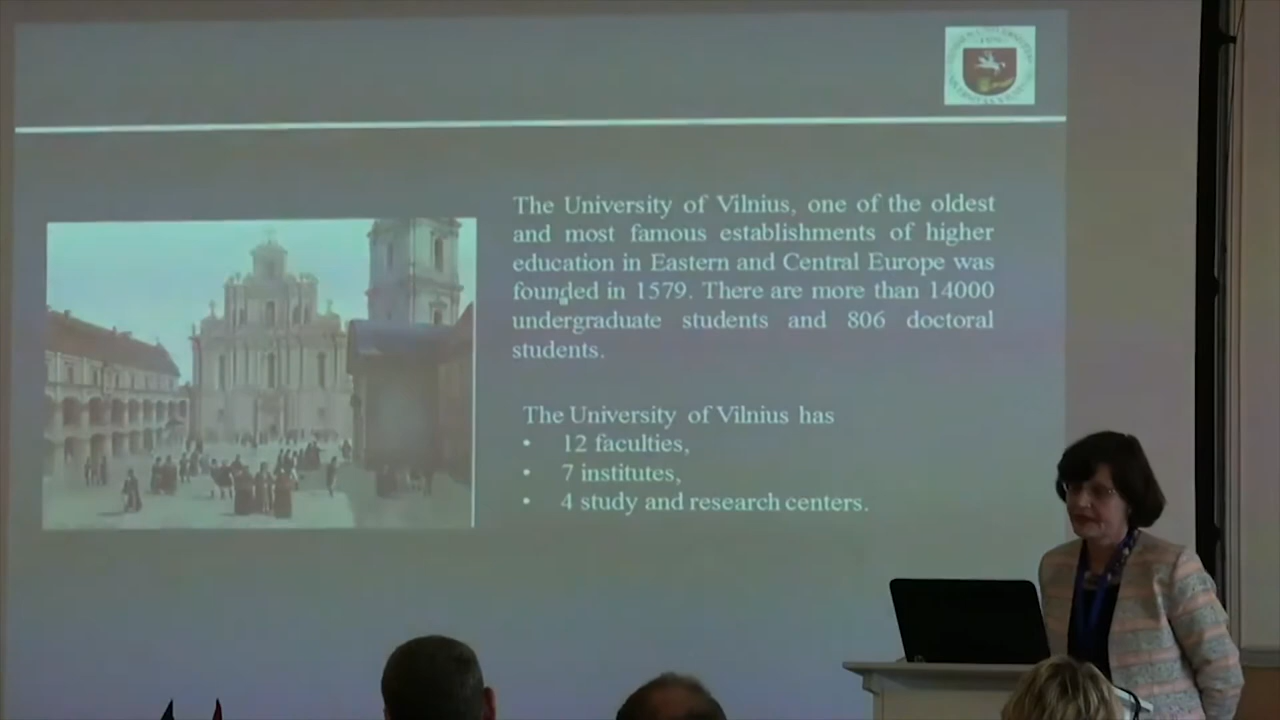 The University of Vilnius, one of the oldest
and most famous establishments of higher
education in Eastern and Central Europe was
founded in 1579. There are more than 14000
undergraduate students and 806 doctoral
students.
The University of Vilnius has
• 12 faculties,
• 7 institutes,
• 4 study and research centers.